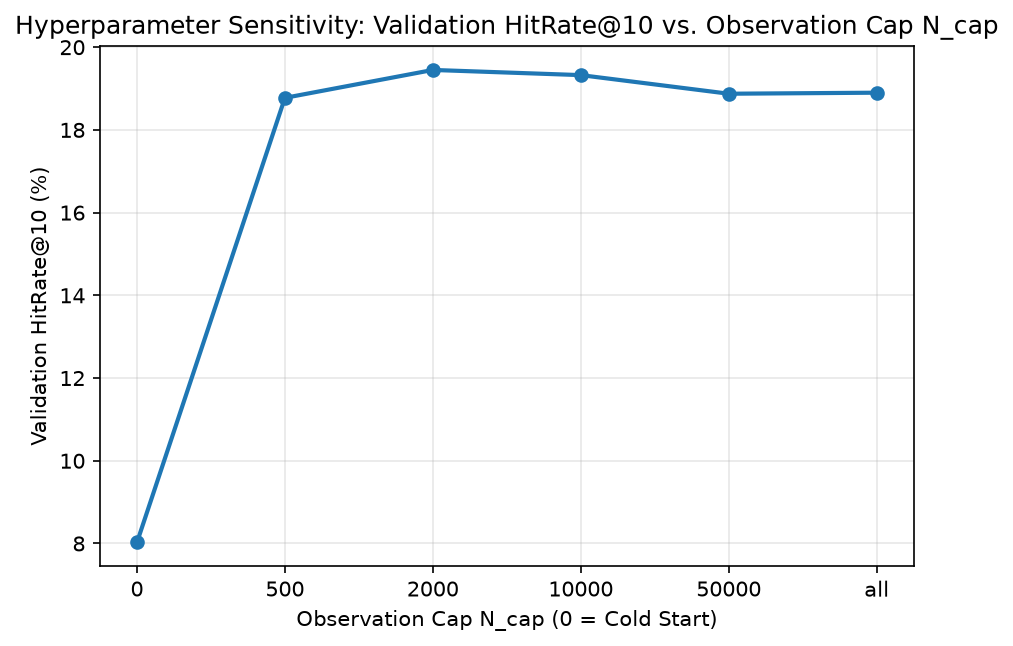 Hyperparameter Sensitivity: Validation HitRate@10 vs. Observation Cap N_cap
Validation HitRate@10 (%)
20
18
16
14
12
10
8
0 500 2000 10000 50000 all
Observation Cap N_cap (0 = Cold Start)